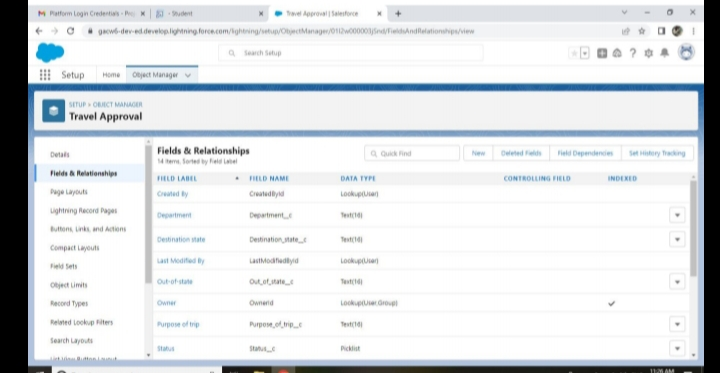 Platform Login Credentials - Pro
- Student
Travel Approval | Salesforce
gacw6-dev-ed.develop.lightning.force.com/lightning/setup/ObjectManager/01I2w000003jSnd/FieldsAndRelationships/view
Search Setup
Setup
Home
Object Manager
SETUP > OBJECT MANAGER
Travel Approval
Details
Fields & Relationships
Page Layouts
Lightning Record Pages
Buttons, Links, and Actions
Compact Layouts
Field Sets
Object Limits
Record Types
Related Lookup Filters
Search Layouts
List View Button Layout
Fields & Relationships
14 Items, Sorted by Field Label
Quick Find
New
Deleted Fields
Field Dependencies
Set History Tracking
FIELD LABEL FIELD NAME DATA TYPE CONTROLLING FIELD INDEXED
Created By CreatedById Lookup(User)
Department Department__c Text(16)
Destination state Destination_state__c Text(16)
Last Modified By LastModifiedById Lookup(User)
Out-of-state Out_of_state__c Text(16)
Owner OwnerId Lookup(User,Group)
Purpose of trip Purpose_of_trip__c Text(16)
Status Status__c Picklist
11:26 AM